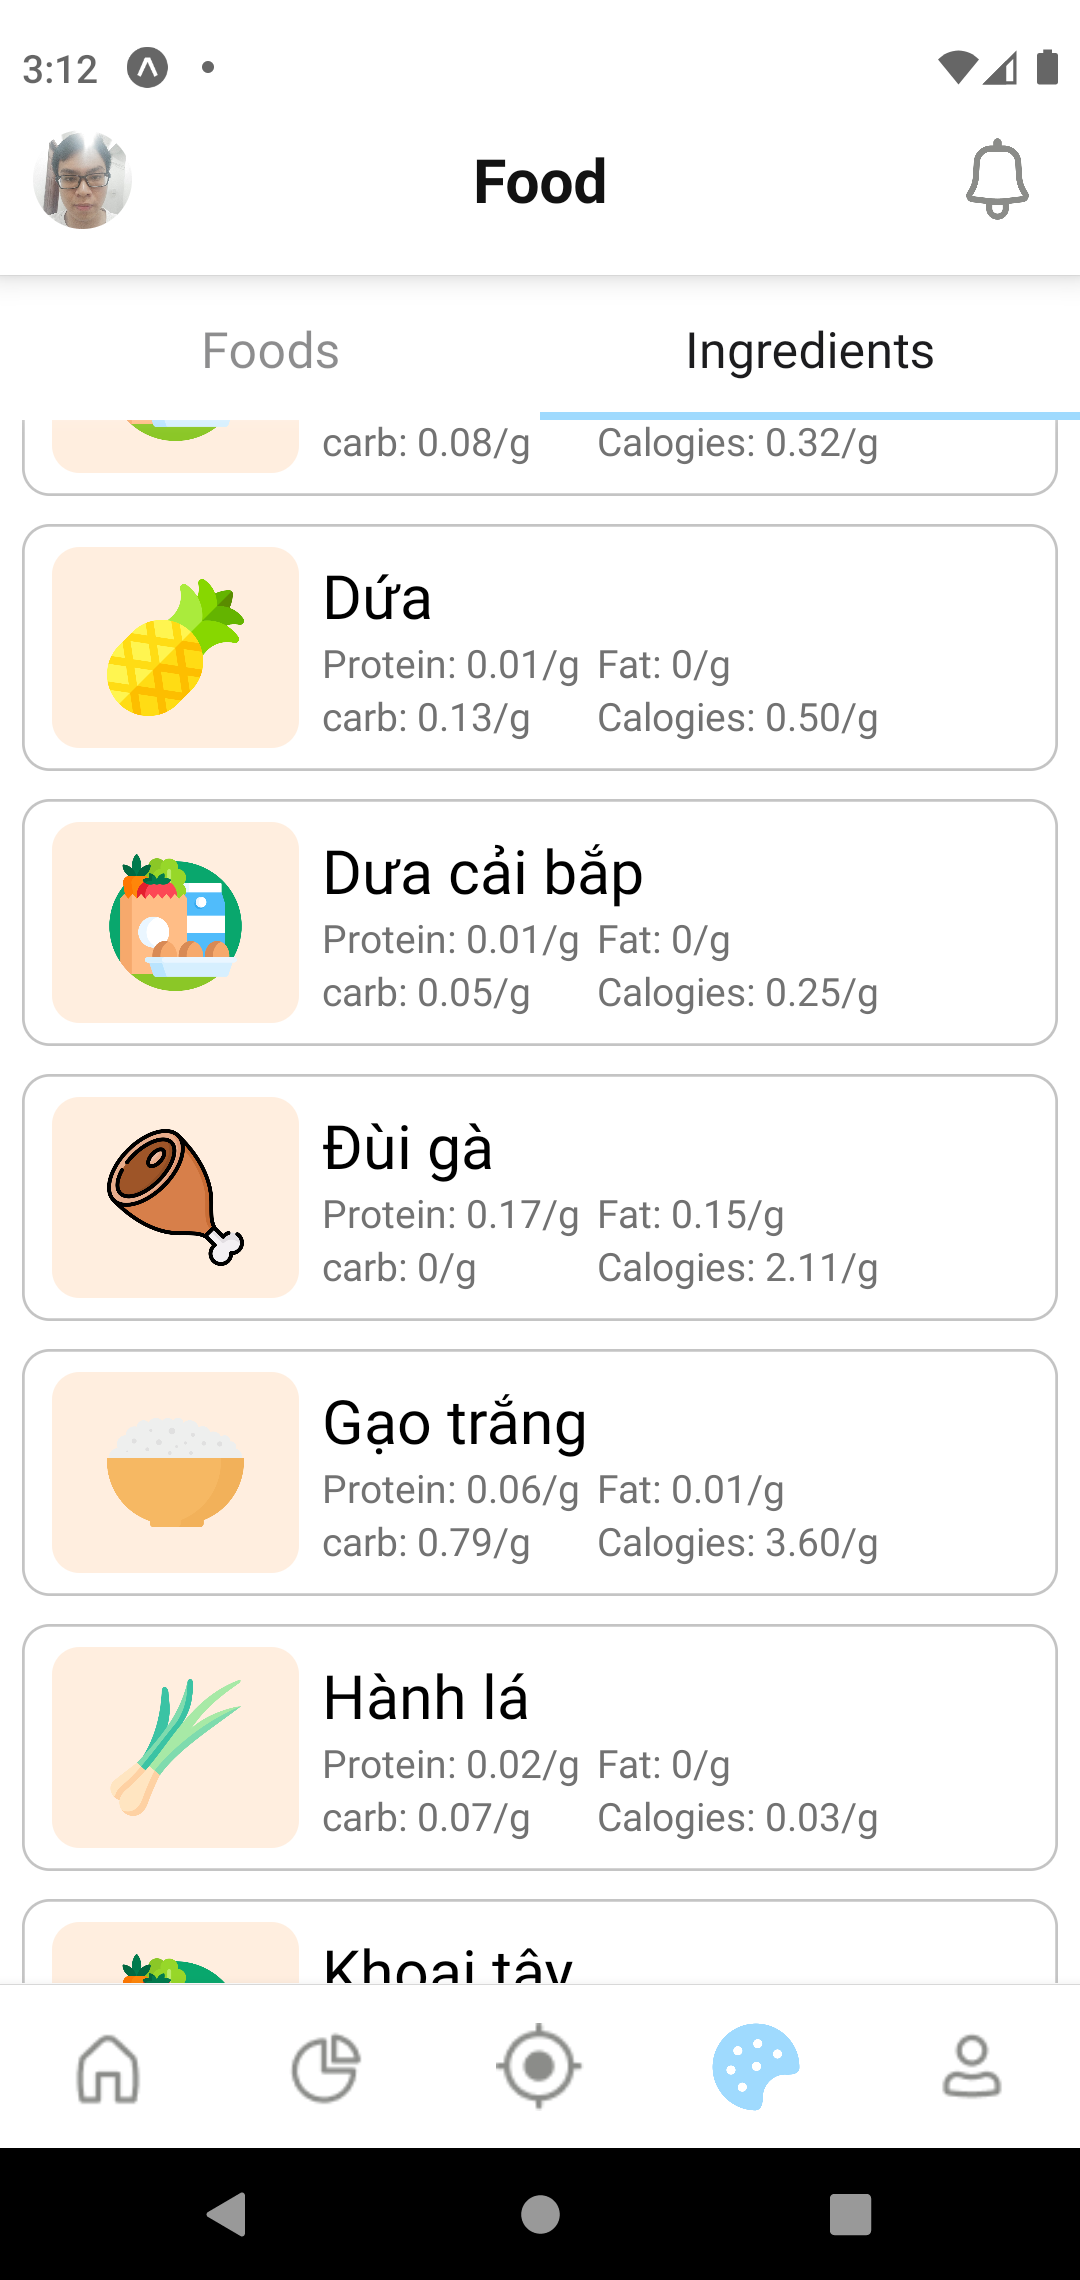 3:12
Food
Foods
Ingredients
carb: 0.08/g Calogies: 0.32/g
Dứa
Protein: 0.01/g Fat: 0/g
carb: 0.13/g Calogies: 0.50/g
Dưa cải bắp
Protein: 0.01/g Fat: 0/g
carb: 0.05/g Calogies: 0.25/g
Đùi gà
Protein: 0.17/g Fat: 0.15/g
carb: 0/g Calogies: 2.11/g
Gạo trắng
Protein: 0.06/g Fat: 0.01/g
carb: 0.79/g Calogies: 3.60/g
Hành lá
Protein: 0.02/g Fat: 0/g
carb: 0.07/g Calogies: 0.03/g
Khoai tây